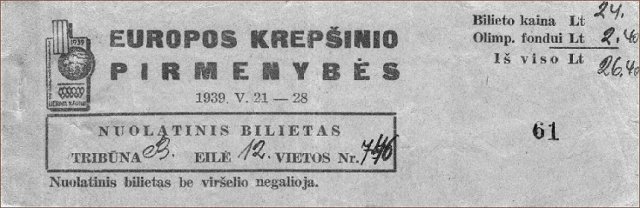 EUROPOS KREPŠINIO
PIRMENYBĖS
1939. V. 21 — 28
Bilieto kaina Lt 24.
Olimp. fondui Lt 2.40
Iš viso Lt 26.40
1939
61
NUOLATINIS BILIETAS
TRIBŪNA B. EILĖ 12. VIETOS Nr.
Nuolatinis bilietas be viršelio negalioja.